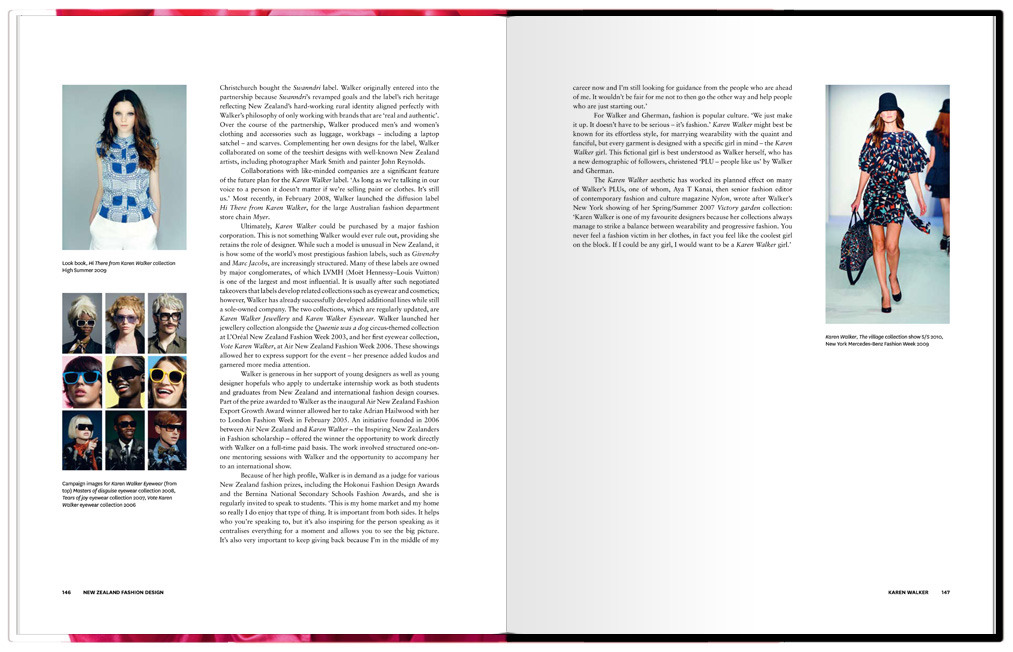 Christchurch bought the Swanndri label. Walker originally entered into the
partnership because Swanndri's revamped goals and the label's rich heritage
reflecting New Zealand's hard-working rural identity aligned perfectly with
Walker's philosophy of only working with brands that are 'real and authentic'.
Over the course of the partnership, Walker produced men's and women's
clothing and accessories such as luggage, workbags – including a laptop
satchel – and scarves. Complementing her own designs for the label, Walker
collaborated on some of the teeshirt designs with well-known New Zealand
artists, including photographer Mark Smith and painter John Reynolds.
Collaborations with like-minded companies are a significant feature
of the future plan for the Karen Walker label. 'As long as we're talking in our
voice to a person it doesn't matter if we're selling paint or clothes. It's still
us.' Most recently, in February 2008, Walker launched the diffusion label
Hi There from Karen Walker, for the large Australian fashion department
store chain Myer.
Ultimately, Karen Walker could be purchased by a major fashion
corporation. This is not something Walker would ever rule out, providing she
retains the role of designer. While such a model is unusual in New Zealand, it
is how some of the world's most prestigious fashion labels, such as Givenchy
and Marc Jacobs, are increasingly structured. Many of these labels are owned
by major conglomerates, of which LVMH (Moët Hennessy–Louis Vuitton)
is one of the largest and most influential. It is usually after such negotiated
takeovers that labels develop related collections such as eyewear and cosmetics;
however, Walker has already successfully developed additional lines while still
a sole-owned company. The two collections, which are regularly updated, are
Karen Walker Jewellery and Karen Walker Eyewear. Walker launched her
jewellery collection alongside the Queenie was a dog circus-themed collection
at L'Oréal New Zealand Fashion Week 2003, and her first eyewear collection,
Vote Karen Walker, at Air New Zealand Fashion Week 2006. These showings
allowed her to express support for the event – her presence added kudos and
garnered more media attention.
Walker is generous in her support of young designers as well as young
designer hopefuls who apply to undertake internship work as both students
and graduates from New Zealand and international fashion design courses.
Part of the prize awarded to Walker as the inaugural Air New Zealand Fashion
Export Growth Award winner allowed her to take Adrian Hailwood with her
to London Fashion Week in February 2005. An initiative founded in 2006
between Air New Zealand and Karen Walker – the Inspiring New Zealanders
in Fashion scholarship – offered the winner the opportunity to work directly
with Walker on a full-time paid basis. The work involved structured one-on-
one mentoring sessions with Walker and the opportunity to accompany her
to an international show.
Because of her high profile, Walker is in demand as a judge for various
New Zealand fashion prizes, including the Hokonui Fashion Design Awards
and the Bernina National Secondary Schools Fashion Awards, and she is
regularly invited to speak to students. 'This is my home market and my home
so really I do enjoy that type of thing. It is important from both sides. It helps
who you're speaking to, but it's also inspiring for the person speaking as it
centralises everything for a moment and allows you to see the big picture.
It's also very important to keep giving back because I'm in the middle of my
Look book, Hi There from Karen Walker collection
High Summer 2009
Campaign images for Karen Walker Eyewear (from
top) Masters of disguise eyewear collection 2008,
Tears of joy eyewear collection 2007, Vote Karen
Walker eyewear collection 2006
146 NEW ZEALAND FASHION DESIGN
career now and I'm still looking for guidance from the people who are ahead
of me. It wouldn't be fair for me not to then go the other way and help people
who are just starting out.'
For Walker and Gherman, fashion is popular culture. 'We just make
it up. It doesn't have to be serious – it's fashion.' Karen Walker might best be
known for its effortless style, for marrying wearability with the quaint and
fanciful, but every garment is designed with a specific girl in mind – the Karen
Walker girl. This fictional girl is best understood as Walker herself, who has
a new demographic of followers, christened 'PLU – people like us' by Walker
and Gherman.
The Karen Walker aesthetic has worked its planned effect on many
of Walker's PLUs, one of whom, Aya T Kanai, then senior fashion editor
of contemporary fashion and culture magazine Nylon, wrote after Walker's
New York showing of her Spring/Summer 2007 Victory garden collection:
'Karen Walker is one of my favourite designers because her collections always
manage to strike a balance between wearability and progressive fashion. You
never feel a fashion victim in her clothes, in fact you feel like the coolest girl
on the block. If I could be any girl, I would want to be a Karen Walker girl.'
Karen Walker, The village collection show S/S 2010,
New York Mercedes-Benz Fashion Week 2009
KAREN WALKER 147